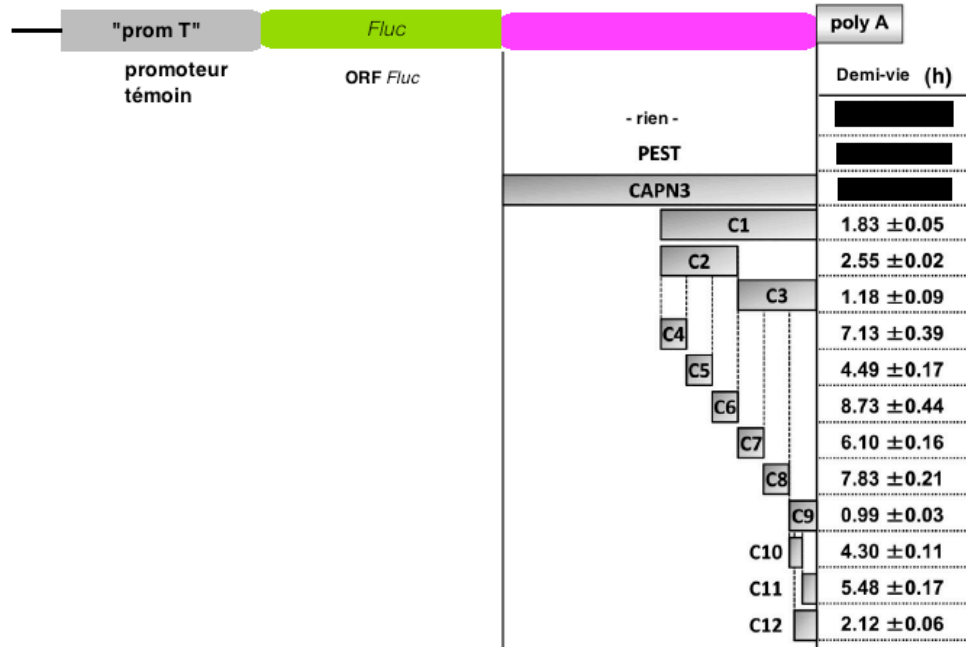 "prom T" Fluc poly A
promoteur
témoin
ORF Fluc
Demi-vie (h)
- rien -
PEST
CAPN3
C1 1.83 ±0.05
C2 2.55 ±0.02
C3 1.18 ±0.09
C4 7.13 ±0.39
C5 4.49 ±0.17
C6 8.73 ±0.44
C7 6.10 ±0.16
C8 7.83 ±0.21
C9 0.99 ±0.03
C10 4.30 ±0.11
C11 5.48 ±0.17
C12 2.12 ±0.06